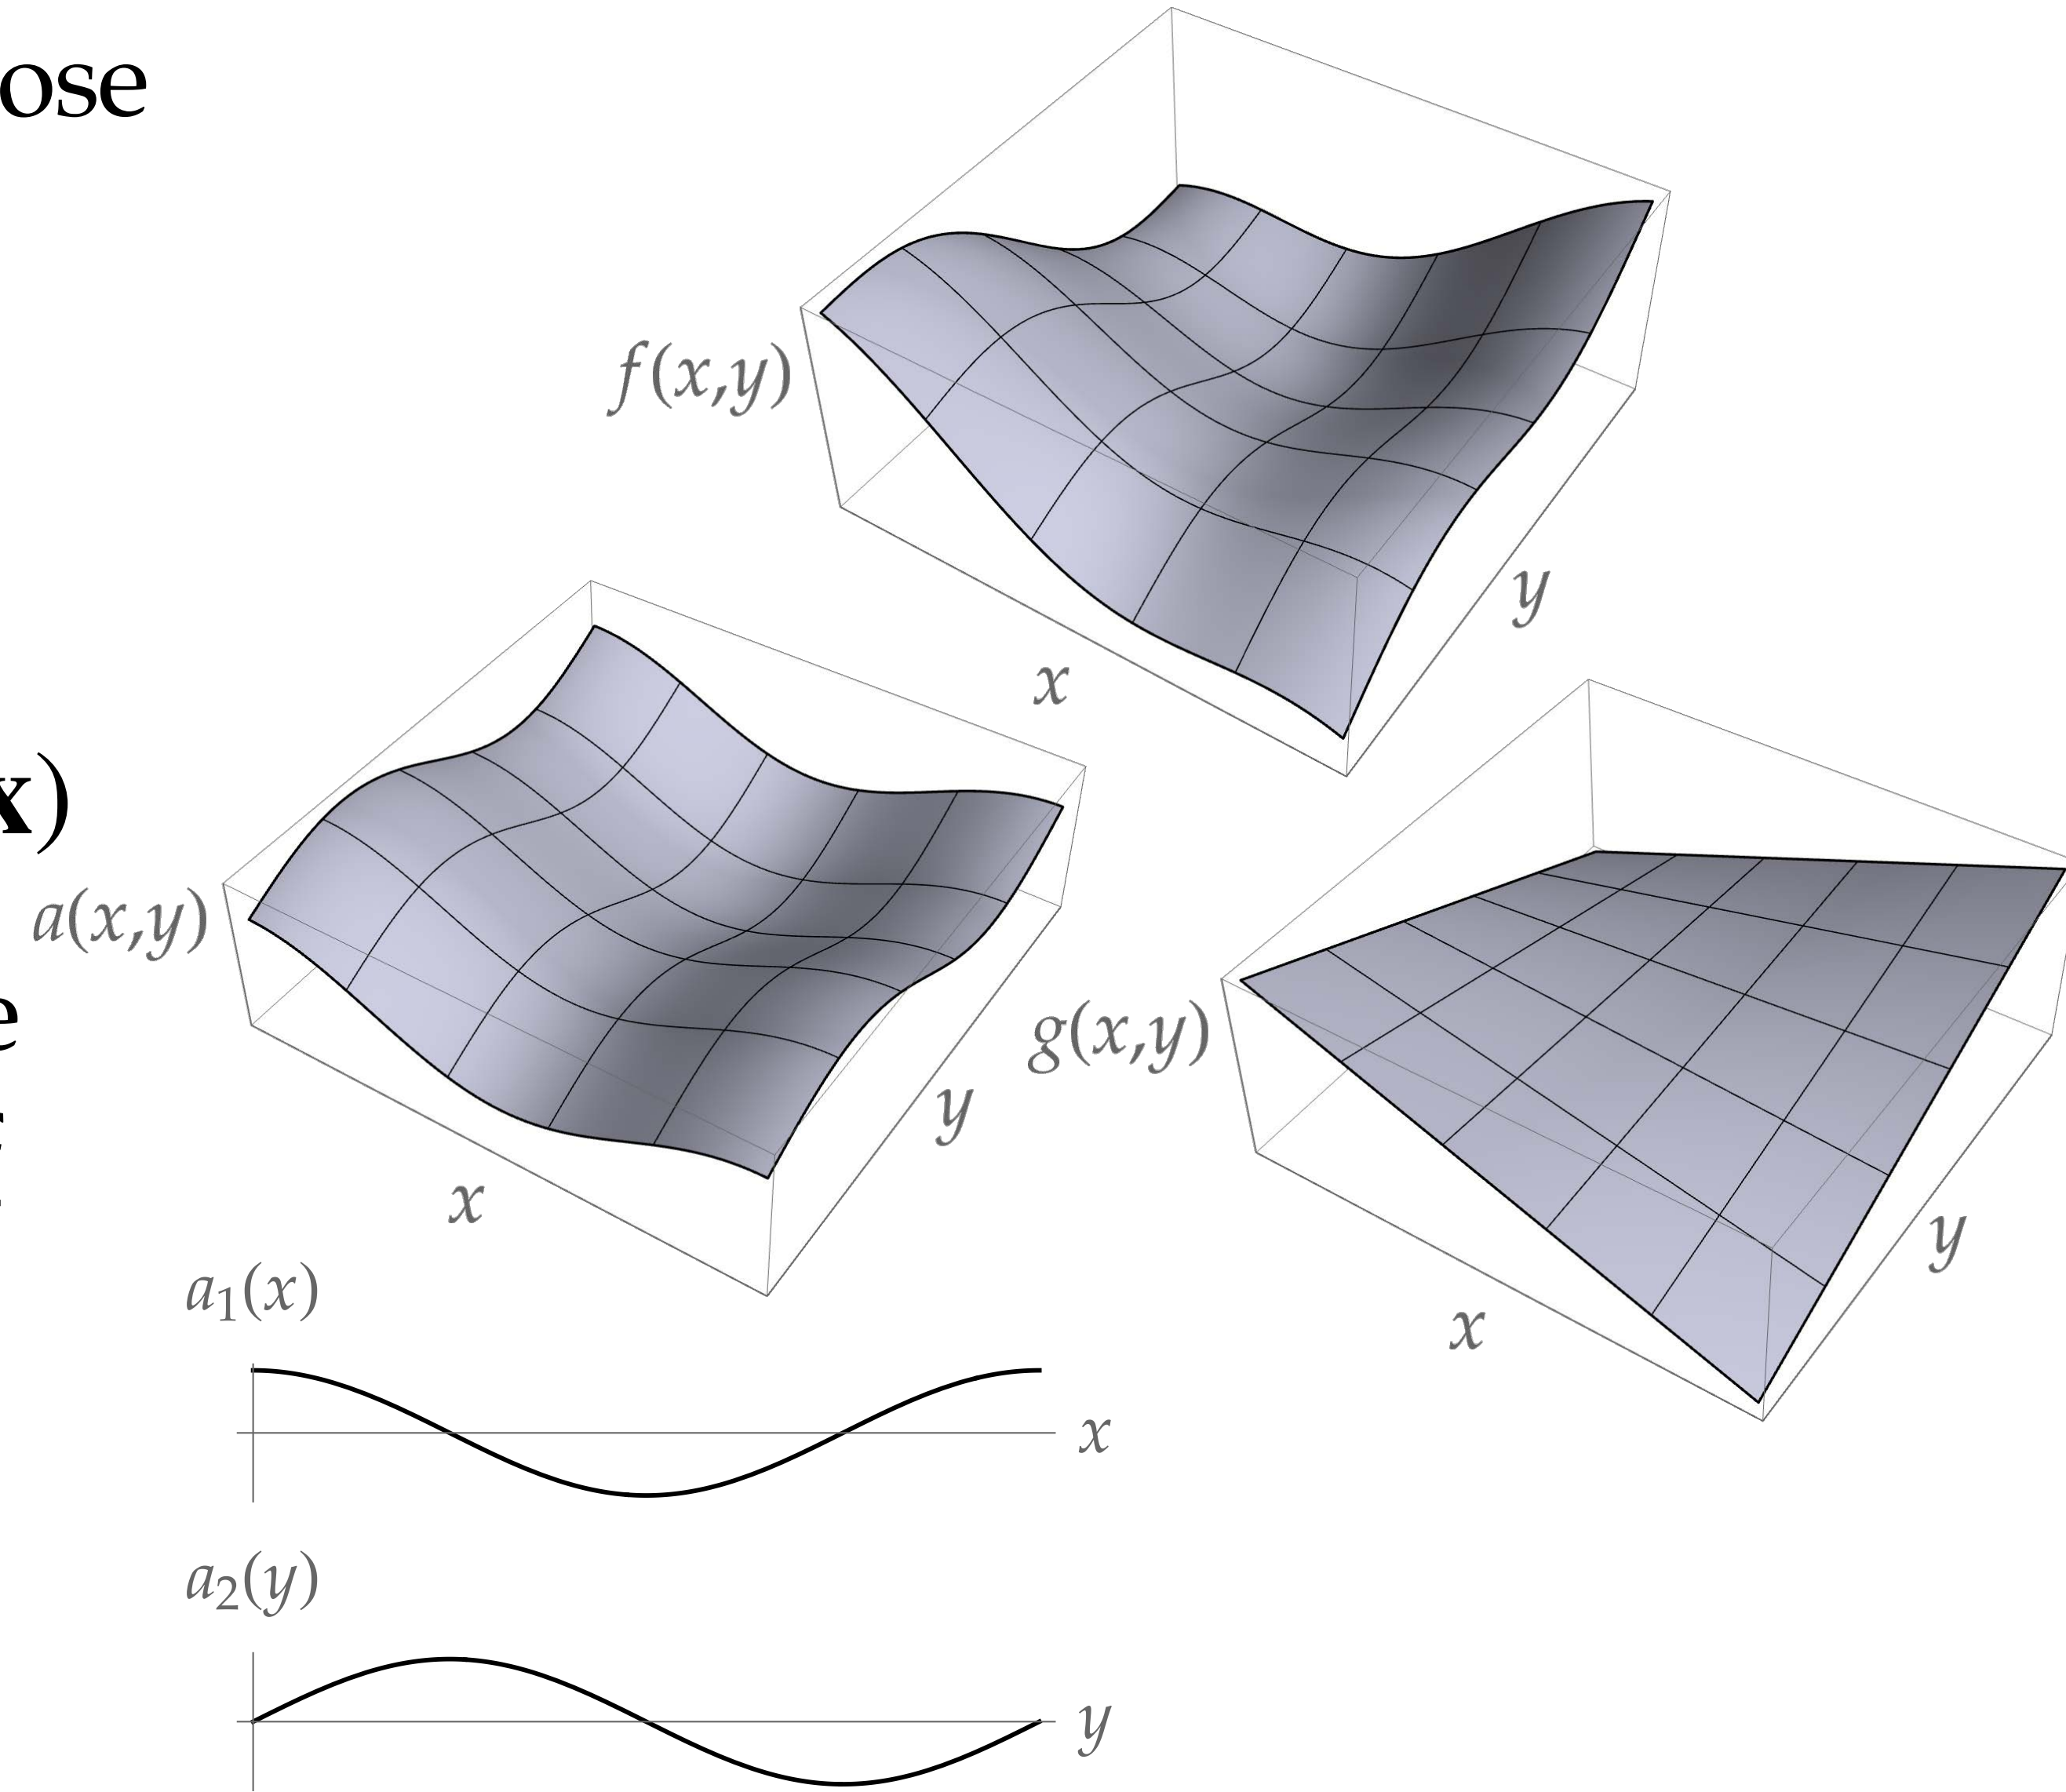 ose
f(x,y)
y
x
x)
a(x,y)
e
g(x,y)
y
x
y
x
a₁(x)
x
a₂(y)
y